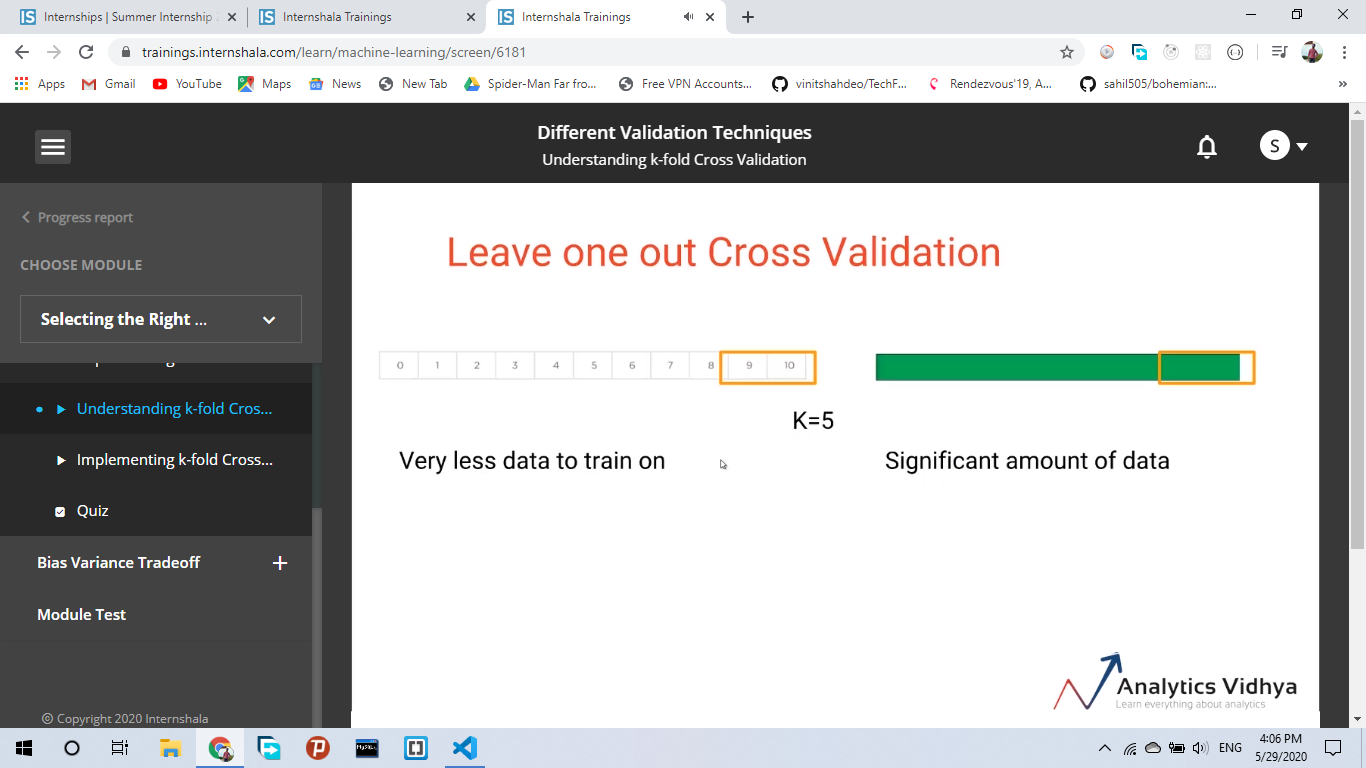 Internships | Summer Internship
Internshala Trainings
Internshala Trainings
trainings.internshala.com/learn/machine-learning/screen/6181
Apps
Gmail
YouTube
Maps
News
New Tab
Spider-Man Far fro...
Free VPN Accounts...
vinitshahdeo/TechF...
Rendezvous'19, A...
sahil505/bohemian:...
»
Different Validation Techniques
Understanding k-fold Cross Validation
S
Progress report
CHOOSE MODULE
Selecting the Right ...
Understanding k-fold Cros...
Implementing k-fold Cross...
Quiz
Bias Variance Tradeoff
Module Test
© Copyright 2020 Internshala
Leave one out Cross Validation
0 1 2 3 4 5 6 7 8 9 10
K=5
Very less data to train on
Significant amount of data
Analytics Vidhya
Learn everything about analytics
ENG
4:06 PM
5/29/2020